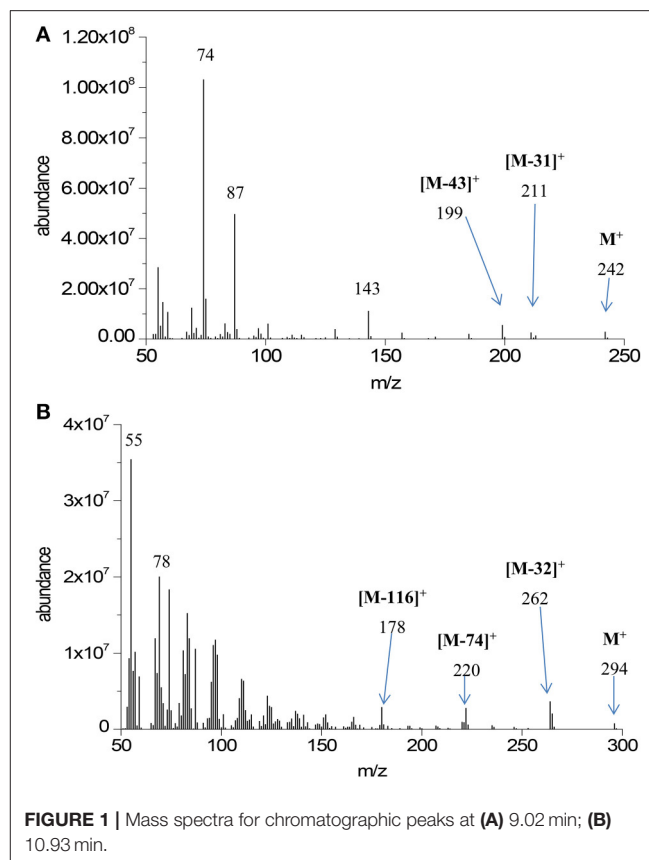 A
1.20x10⁸
1.00x10⁸
8.00x10⁷
6.00x10⁷
4.00x10⁷
2.00x10⁷
0.00
abundance
74
87
143
[M-43]⁺
199
[M-31]⁺
211
M⁺
242
50
100
150
200
250
m/z
B
4x10⁷
3x10⁷
2x10⁷
1x10⁷
0
abundance
55
78
[M-116]⁺
178
[M-74]⁺
220
[M-32]⁺
262
M⁺
294
50
100
150
200
250
300
m/z
FIGURE 1 | Mass spectra for chromatographic peaks at (A) 9.02 min; (B)
10.93 min.